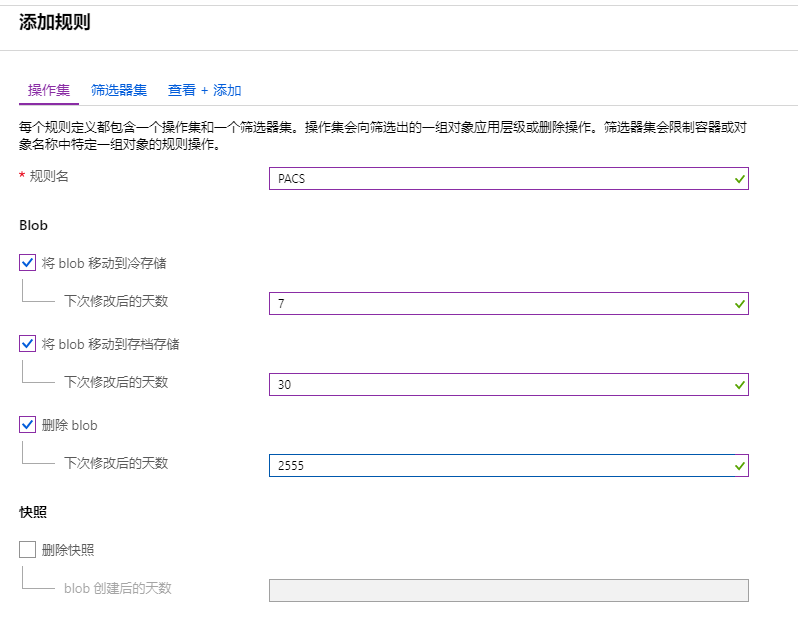 添加规则
操作集 筛选器集 查看 + 添加
每个规则定义都包含一个操作集和一个筛选器集。操作集会向筛选出的一组对象应用层级或删除操作。筛选器集会限制容器或对
象名称中特定一组对象的规则操作。
* 规则名 PACS
Blob
将 blob 移动到冷存储
下次修改后的天数 7
将 blob 移动到存档存储
下次修改后的天数 30
删除 blob
下次修改后的天数 2555
快照
删除快照
blob 创建后的天数